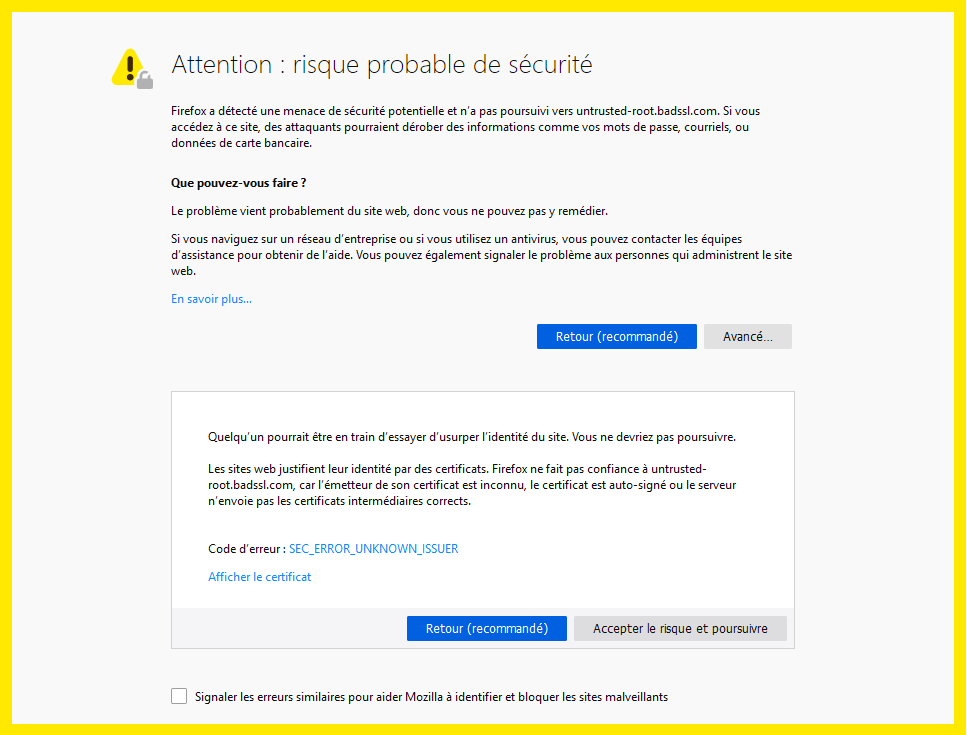 Attention : risque probable de sécurité
Firefox a détecté une menace de sécurité potentielle et n’a pas poursuivi vers untrusted-root.badssl.com. Si vous
accédez à ce site, des attaquants pourraient dérober des informations comme vos mots de passe, courriels, ou
données de carte bancaire.
Que pouvez-vous faire ?
Le problème vient probablement du site web, donc vous ne pouvez pas y remédier.
Si vous naviguez sur un réseau d’entreprise ou si vous utilisez un antivirus, vous pouvez contacter les équipes
d’assistance pour obtenir de l’aide. Vous pouvez également signaler le problème aux personnes qui administrent le site
web.
En savoir plus…
Retour (recommandé) Avancé…
Quelqu’un pourrait être en train d’essayer d’usurper l’identité du site. Vous ne devriez pas poursuivre.
Les sites web justifient leur identité par des certificats. Firefox ne fait pas confiance à untrusted-
root.badssl.com, car l’émetteur de son certificat est inconnu, le certificat est auto-signé ou le serveur
n’envoie pas les certificats intermédiaires corrects.
Code d’erreur : SEC_ERROR_UNKNOWN_ISSUER
Afficher le certificat
Retour (recommandé) Accepter le risque et poursuivre
Signaler les erreurs similaires pour aider Mozilla à identifier et bloquer les sites malveillants